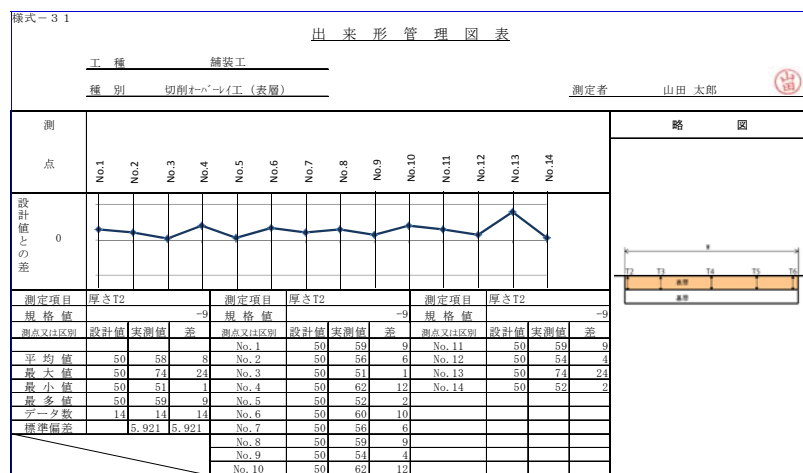 様式－３１
出 来 形 管 理 図 表
工 種 舗装工
種 別 切削オーバーレイ工（表層） 測定者 山田 太郎 山田
測 点 略 図
No.1 No.2 No.3 No.4 No.5 No.6 No.7 No.8 No.9 No.10 No.11 No.12 No.13 No.14
設計値との差 0
T2 T3 T4 T5 T6
表層
基層
測定項目 厚さT2 測定項目 厚さT2 測定項目 厚さT2
規 格 値 -9 規 格 値 -9 規 格 値 -9
測点又は区別 設計値 実測値 差 測点又は区別 設計値 実測値 差 測点又は区別 設計値 実測値 差
No.1 50 59 9 No.11 50 59 9
平 均 値 50 58 8 No.2 50 56 6 No.12 50 54 4
最 大 値 50 74 24 No.3 50 51 1 No.13 50 74 24
最 小 値 50 51 1 No.4 50 62 12 No.14 50 52 2
最 多 値 50 59 9 No.5 50 52 2
データ数 14 14 14 No.6 50 60 10
標準偏差 5.921 5.921 No.7 50 56 6
No.8 50 59 9
No.9 50 54 4
No.10 50 62 12